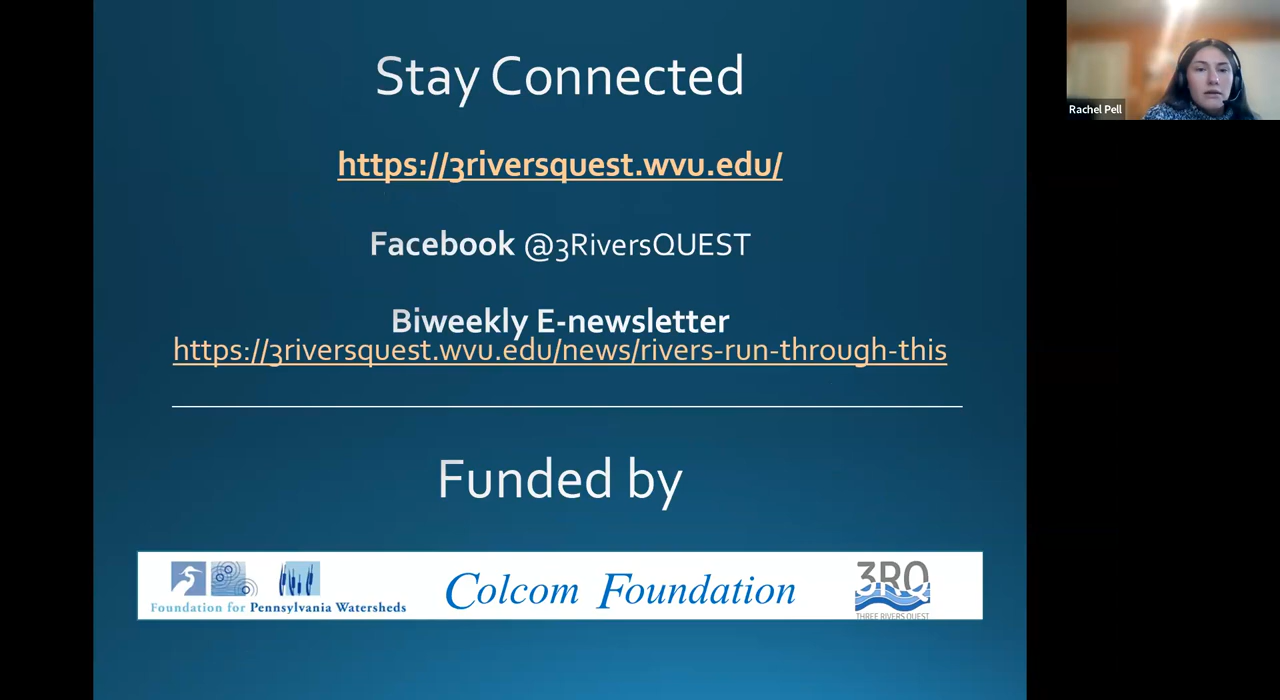 Stay Connected
https://3riversquest.wvu.edu/
Facebook @3RiversQUEST
Biweekly E-newsletter
https://3riversquest.wvu.edu/news/rivers-run-through-this
Funded by
Foundation for Pennsylvania Watersheds
Colcom Foundation
3RQ
THREE RIVERS QUEST
Rachel Pell